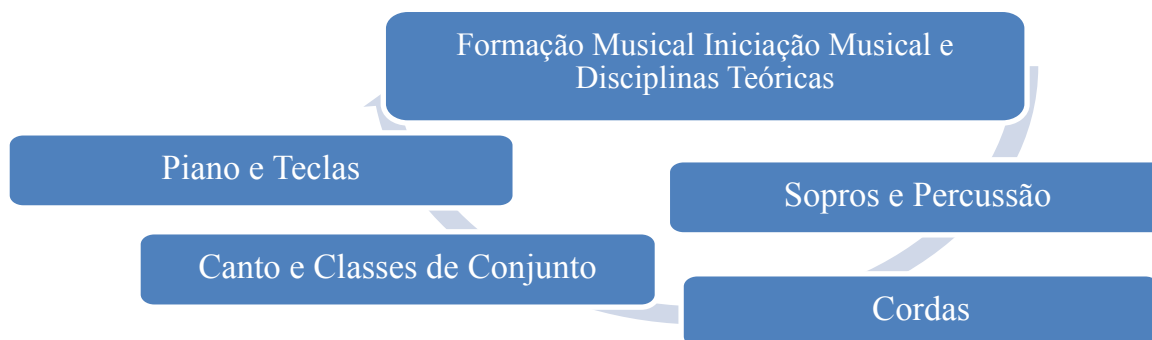 Formação Musical Iniciação Musical e
Disciplinas Teóricas
Piano e Teclas
Sopros e Percussão
Canto e Classes de Conjunto
Cordas